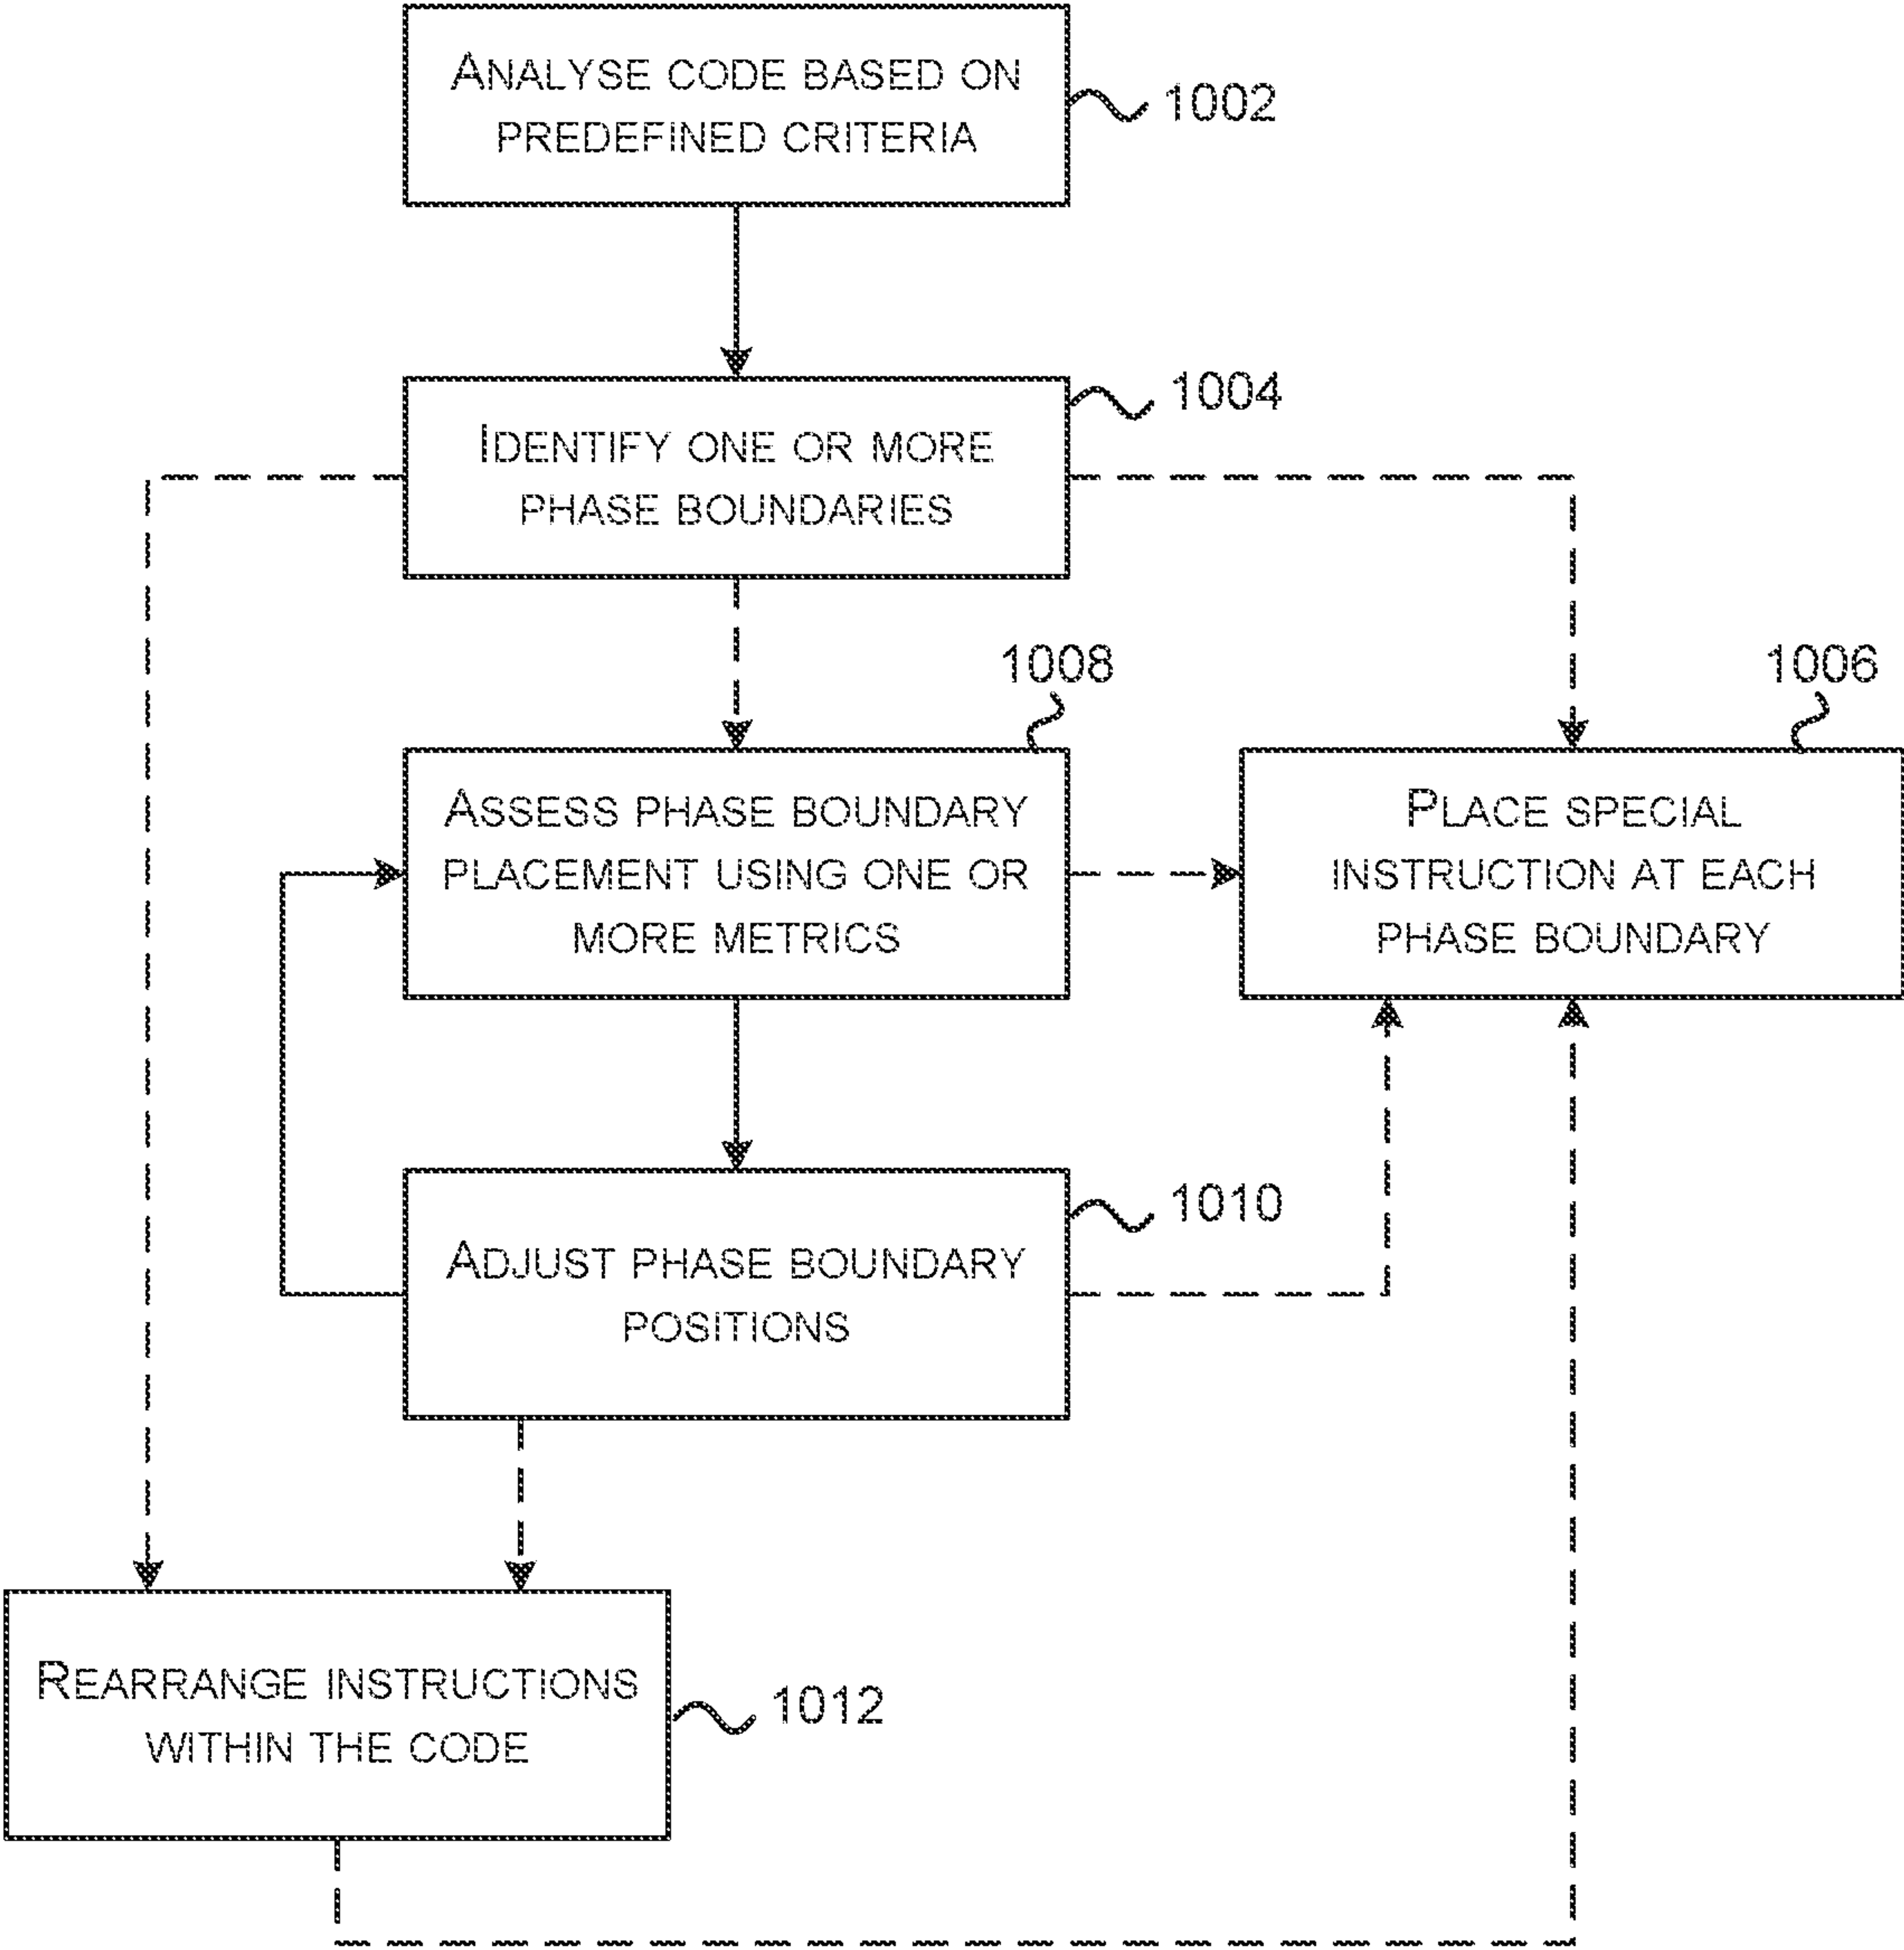 ANALYSE CODE BASED ON
PREDEFINED CRITERIA
1002
1004
IDENTIFY ONE OR MORE
PHASE BOUNDARIES
1008
1006
ASSESS PHASE BOUNDARY
PLACEMENT USING ONE OR
MORE METRICS
PLACE SPECIAL
INSTRUCTION AT EACH
PHASE BOUNDARY
1010
ADJUST PHASE BOUNDARY
POSITIONS
REARRANGE INSTRUCTIONS
WITHIN THE CODE
1012